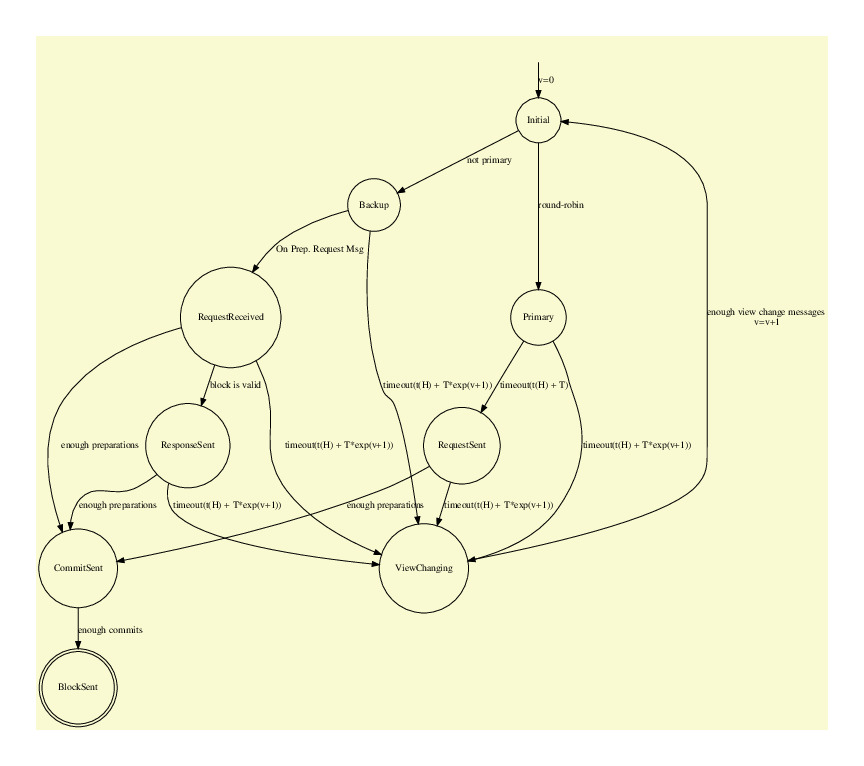 v=0
Initial
not primary
Backup
round-robin
On Prep. Request Msg
RequestReceived
Primary
enough view change messages
v=v+1
block is valid
timeout(t(H) + T*exp(v+1))
timeout(t(H) + T)
enough preparations
ResponseSent
timeout(t(H) + T*exp(v+1))
RequestSent
timeout(t(H) + T*exp(v+1))
enough preparations
timeout(t(H) + T*exp(v+1))
enough preparations
timeout(t(H) + T*exp(v+1))
CommitSent
ViewChanging
enough commits
BlockSent